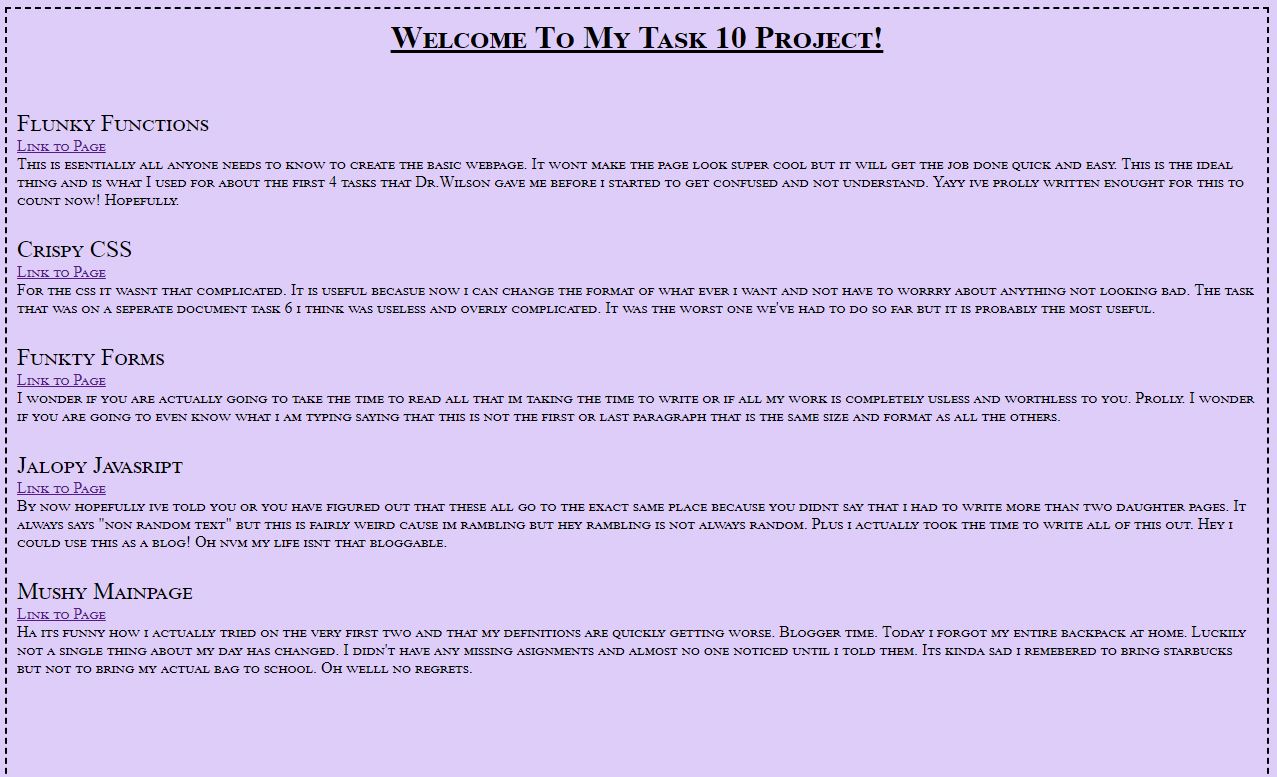 Welcome To My Task 10 Project!
Flunky Functions
Link to Page
This is esentially all anyone needs to know to create the basic webpage. It wont make the page look super cool but it will get the job done quick and easy. This is the ideal
thing and is what I used for about the first 4 tasks that Dr.Wilson gave me before i started to get confused and not understand. Yayy ive prolly written enought for this to
count now! Hopefully.
Crispy CSS
Link to Page
For the css it wasnt that complicated. It is useful becasue now i can change the format of what ever i want and not have to worrry about anything not looking bad. The task
that was on a seperate document task 6 i think was useless and overly complicated. It was the worst one we've had to do so far but it is probably the most useful.
Funkty Forms
Link to Page
I wonder if you are actually going to take the time to read all that im taking the time to write or if all my work is completely usless and worthless to you. Prolly. I wonder
if you are going to even know what i am typing saying that this is not the first or last paragraph that is the same size and format as all the others.
Jalopy Javasript
Link to Page
By now hopefully ive told you or you have figured out that these all go to the exact same place because you didnt say that i had to write more than two daughter pages. It
always says "non random text" but this is fairly weird cause im rambling but hey rambling is not always random. Plus i actually took the time to write all of this out. Hey i
could use this as a blog! Oh nvm my life isnt that bloggable.
Mushy Mainpage
Link to Page
Ha its funny how i actually tried on the very first two and that my definitions are quickly getting worse. Blogger time. Today i forgot my entire backpack at home. Luckily
not a single thing about my day has changed. I didn't have any missing asignments and almost no one noticed until i told them. Its kinda sad i remebered to bring starbucks
but not to bring my actual bag to school. Oh welll no regrets.